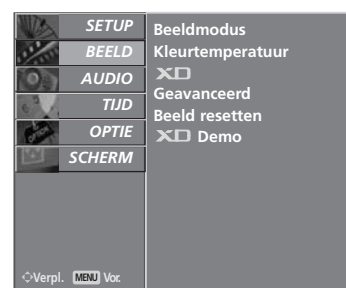 SETUP
BEELD
AUDIO
TIJD
OPTIE
SCHERM
Verpl. MENU Vor.
Beeldmodus
Kleurtemperatuur
XD
Geavanceerd
Beeld resetten
XD Demo